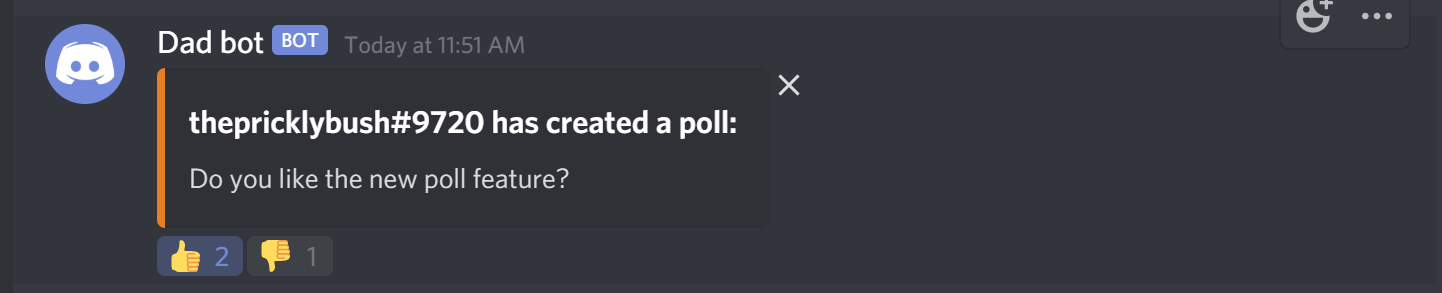 Dad bot BOT Today at 11:51 AM
thepricklybush#9720 has created a poll:
Do you like the new poll feature?
2 1